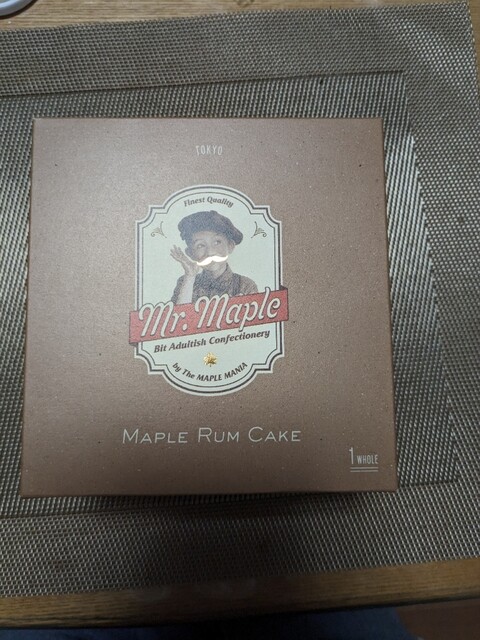 TOKYO
Finest Quality
Mr. Maple
Bit Adultish Confectionery
by The MAPLE MANIA
MAPLE RUM CAKE
1 WHOLE